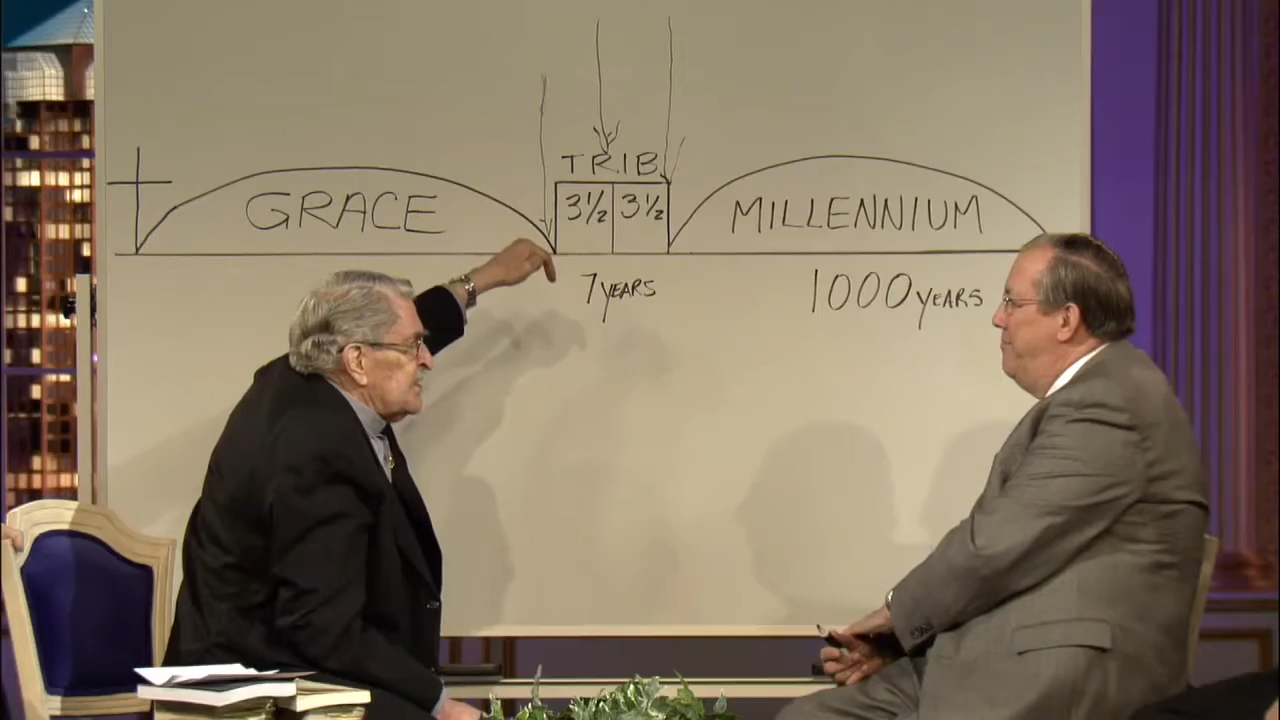 TRIB
GRACE
3½ 3½
MILLENNIUM
7 YEARS
1000 YEARS